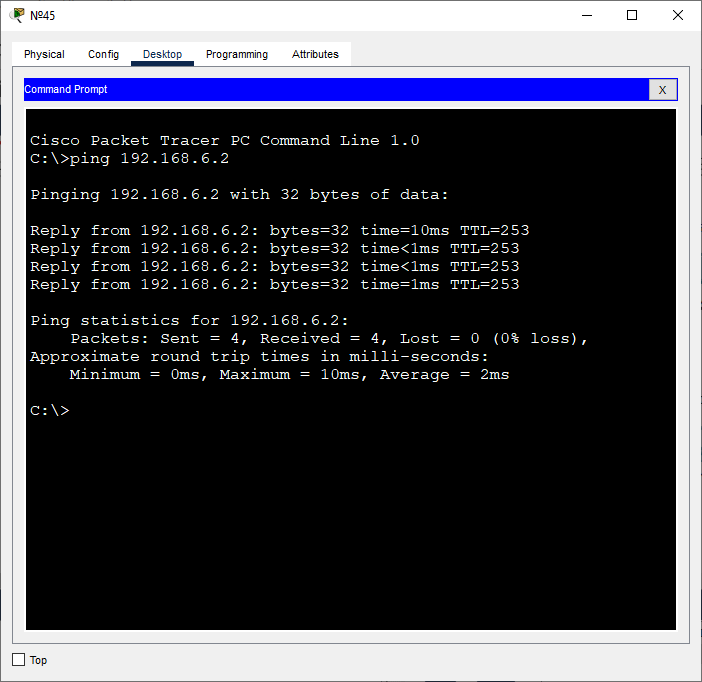 №45
Physical Config Desktop Programming Attributes
Command Prompt X
Cisco Packet Tracer PC Command Line 1.0
C:\>ping 192.168.6.2
Pinging 192.168.6.2 with 32 bytes of data:
Reply from 192.168.6.2: bytes=32 time=10ms TTL=253
Reply from 192.168.6.2: bytes=32 time<1ms TTL=253
Reply from 192.168.6.2: bytes=32 time<1ms TTL=253
Reply from 192.168.6.2: bytes=32 time=1ms TTL=253
Ping statistics for 192.168.6.2:
Packets: Sent = 4, Received = 4, Lost = 0 (0% loss),
Approximate round trip times in milli-seconds:
Minimum = 0ms, Maximum = 10ms, Average = 2ms
C:\>
Top